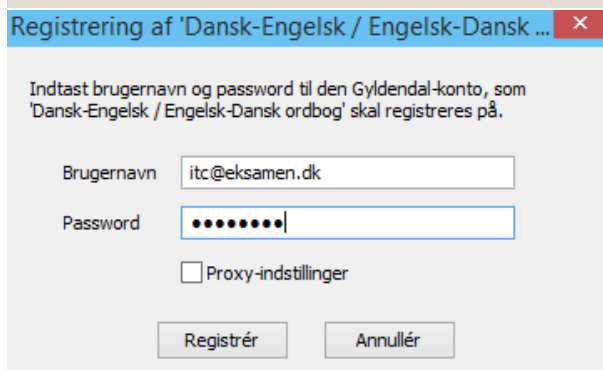 Registrering af 'Dansk-Engelsk / Engelsk-Dansk ...
Indtast brugernavn og password til den Gyldendal-konto, som
'Dansk-Engelsk / Engelsk-Dansk ordbog' skal registreres på.
Brugernavn itc@eksamen.dk
Password ••••••••
Proxy-indstillinger
Registrér Annullér